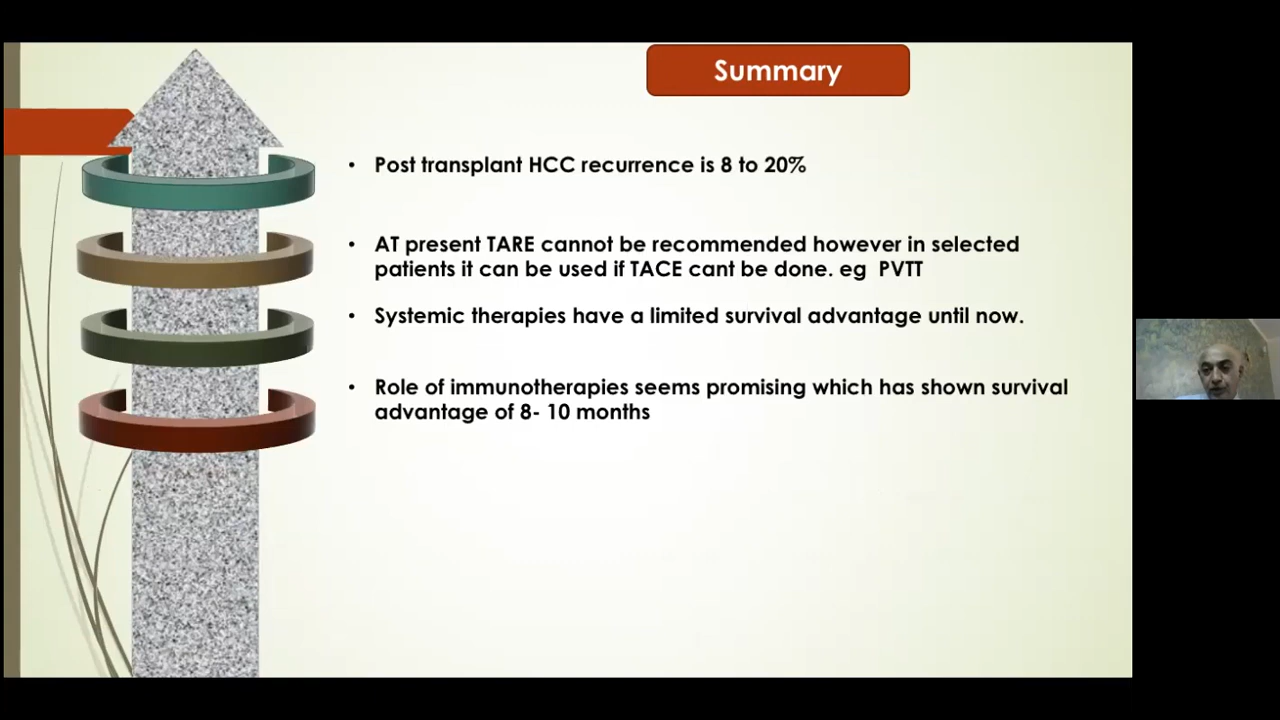 Summary
• Post transplant HCC recurrence is 8 to 20%
• AT present TARE cannot be recommended however in selected
patients it can be used if TACE cant be done. eg PVTT
• Systemic therapies have a limited survival advantage until now.
• Role of immunotherapies seems promising which has shown survival
advantage of 8- 10 months